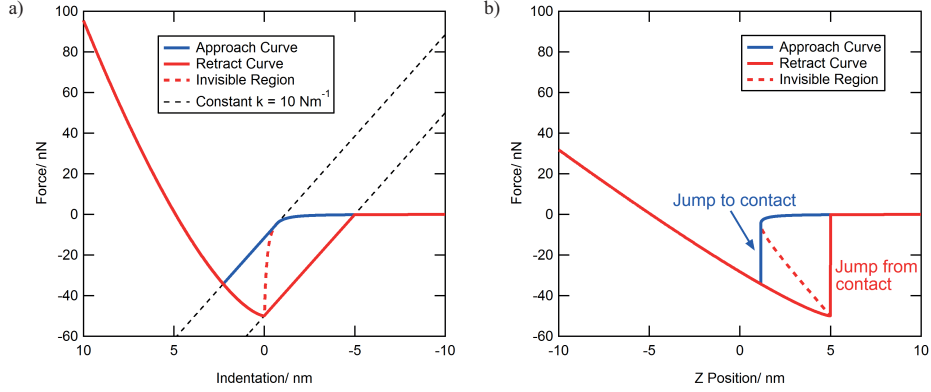 a)
100
80
60
40
20
0
-20
-40
-60
Force/ nN
10
5
0
-5
-10
Indentation/ nm
Approach Curve
Retract Curve
Invisible Region
Constant k = 10 Nm⁻¹
b)
100
80
60
40
20
0
-20
-40
-60
Force/ nN
-10
-5
0
5
10
Z Position/ nm
Approach Curve
Retract Curve
Invisible Region
Jump to contact
Jump from
contact